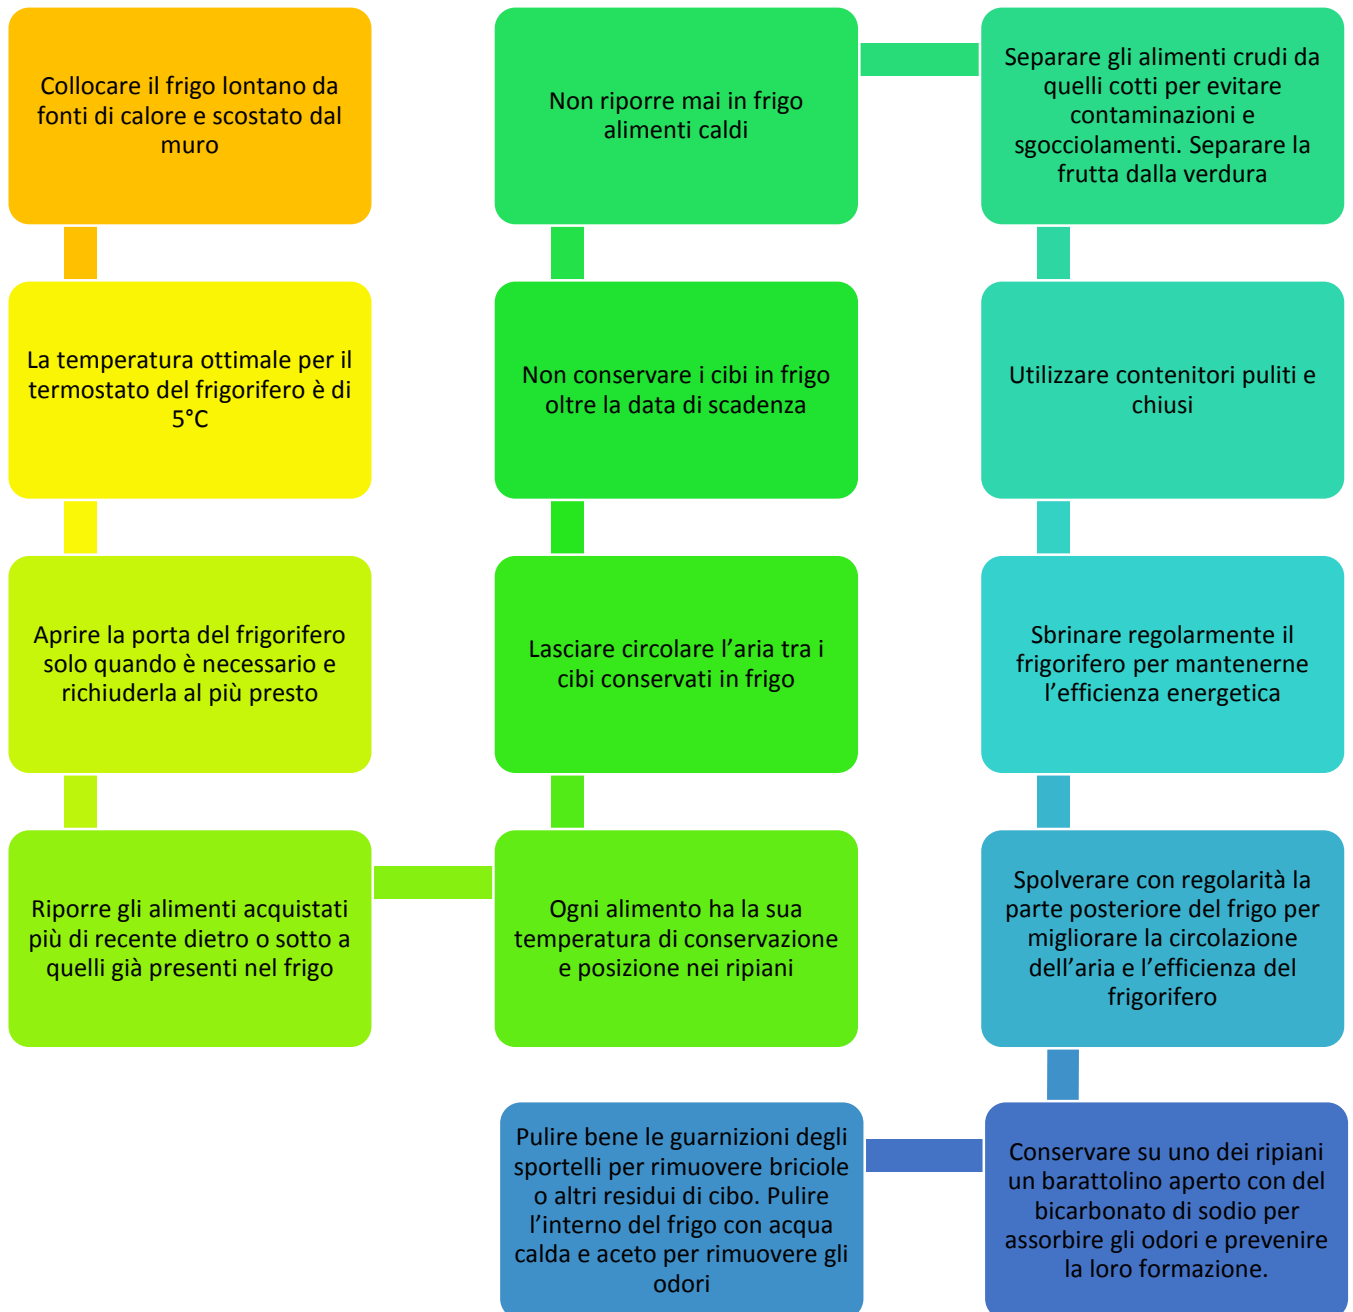 Collocare il frigo lontano da
fonti di calore e scostato dal
muro
La temperatura ottimale per il
termostato del frigorifero è di
5°C
Aprire la porta del frigorifero
solo quando è necessario e
richiuderla al più presto
Riporre gli alimenti acquistati
più di recente dietro o sotto a
quelli già presenti nel frigo
Ogni alimento ha la sua
temperatura di conservazione
e posizione nei ripiani
Lasciare circolare l’aria tra i
cibi conservati in frigo
Non conservare i cibi in frigo
oltre la data di scadenza
Non riporre mai in frigo
alimenti caldi
Separare gli alimenti crudi da
quelli cotti per evitare
contaminazioni e
sgocciolamenti. Separare la
frutta dalla verdura
Utilizzare contenitori puliti e
chiusi
Sbrinare regolarmente il
frigorifero per mantenerne
l’efficienza energetica
Spolverare con regolarità la
parte posteriore del frigo per
migliorare la circolazione
dell’aria e l’efficienza del
frigorifero
Conservare su uno dei ripiani
un barattolino aperto con del
bicarbonato di sodio per
assorbire gli odori e prevenire
la loro formazione.
Pulire bene le guarnizioni degli
sportelli per rimuovere briciole
o altri residui di cibo. Pulire
l’interno del frigo con acqua
calda e aceto per rimuovere gli
odori